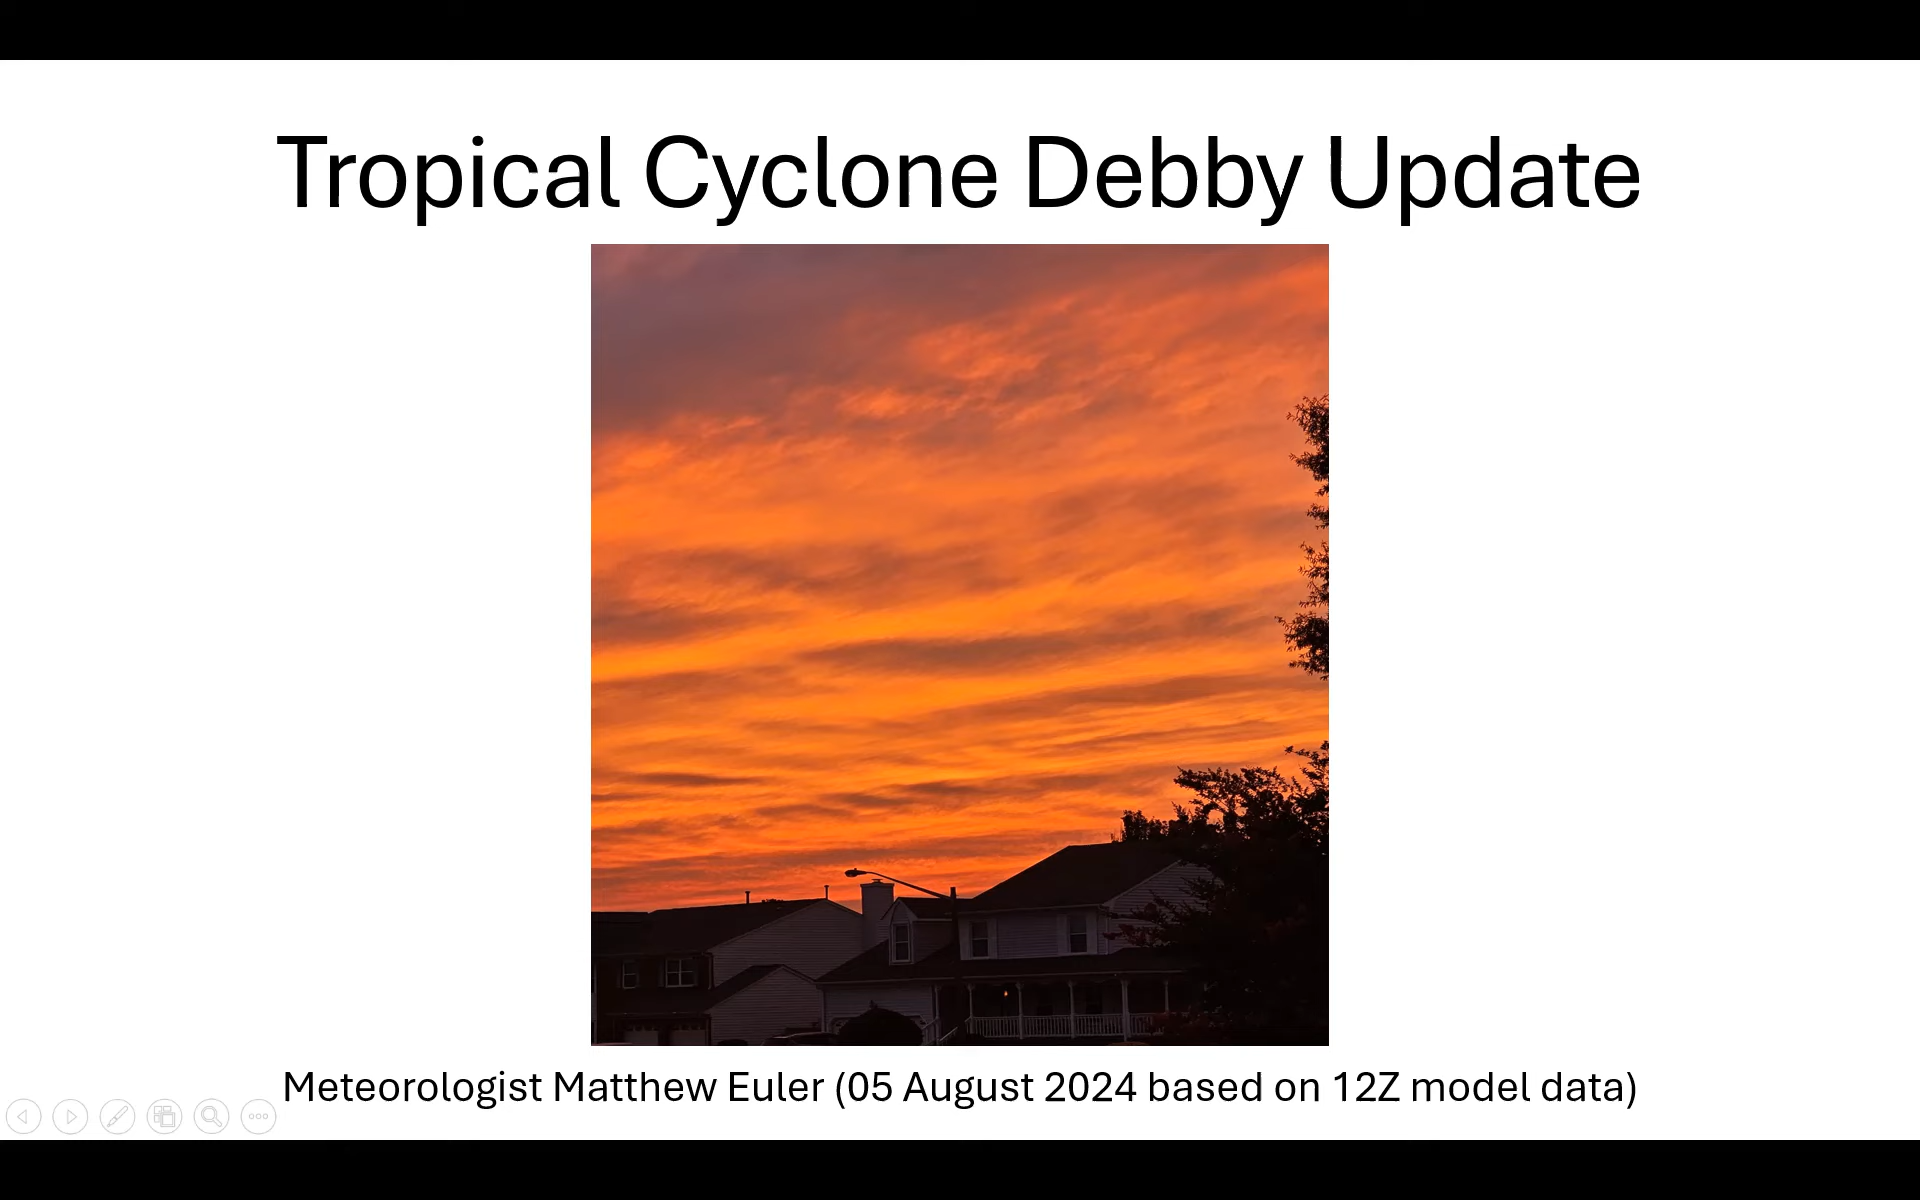 Tropical Cyclone Debby Update
Meteorologist Matthew Euler (05 August 2024 based on 12Z model data)